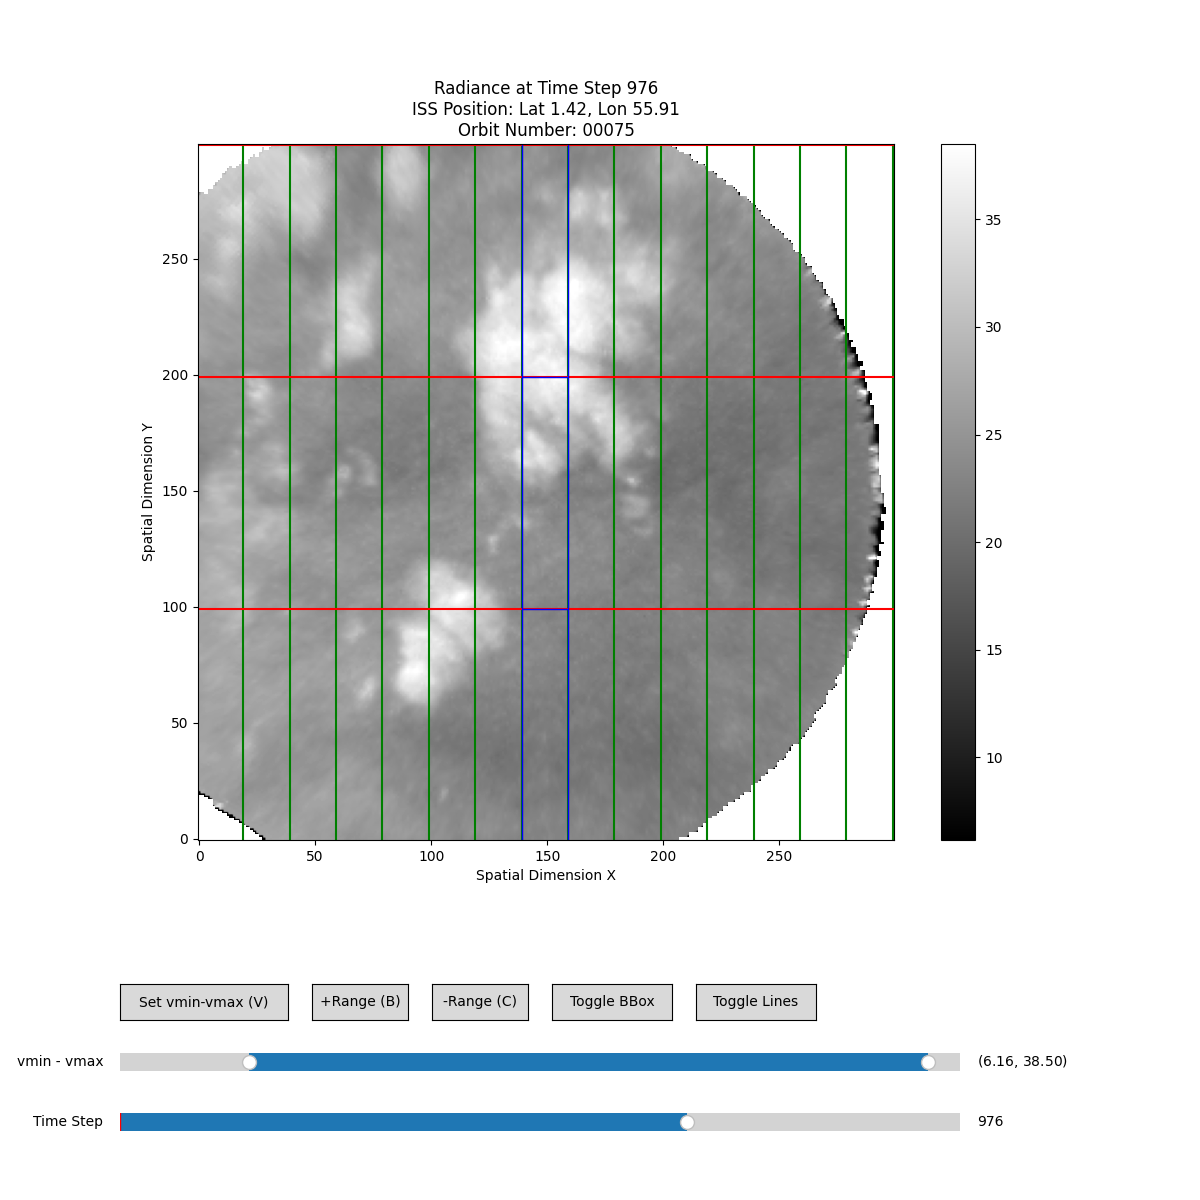 Radiance at Time Step 976
ISS Position: Lat 1.42, Lon 55.91
Orbit Number: 00075
Spatial Dimension Y
250
200
150
100
50
0
0 50 100 150 200 250
Spatial Dimension X
35
30
25
20
15
10
Set vmin-vmax (V) +Range (B) -Range (C) Toggle BBox Toggle Lines
vmin - vmax (6.16, 38.50)
Time Step 976